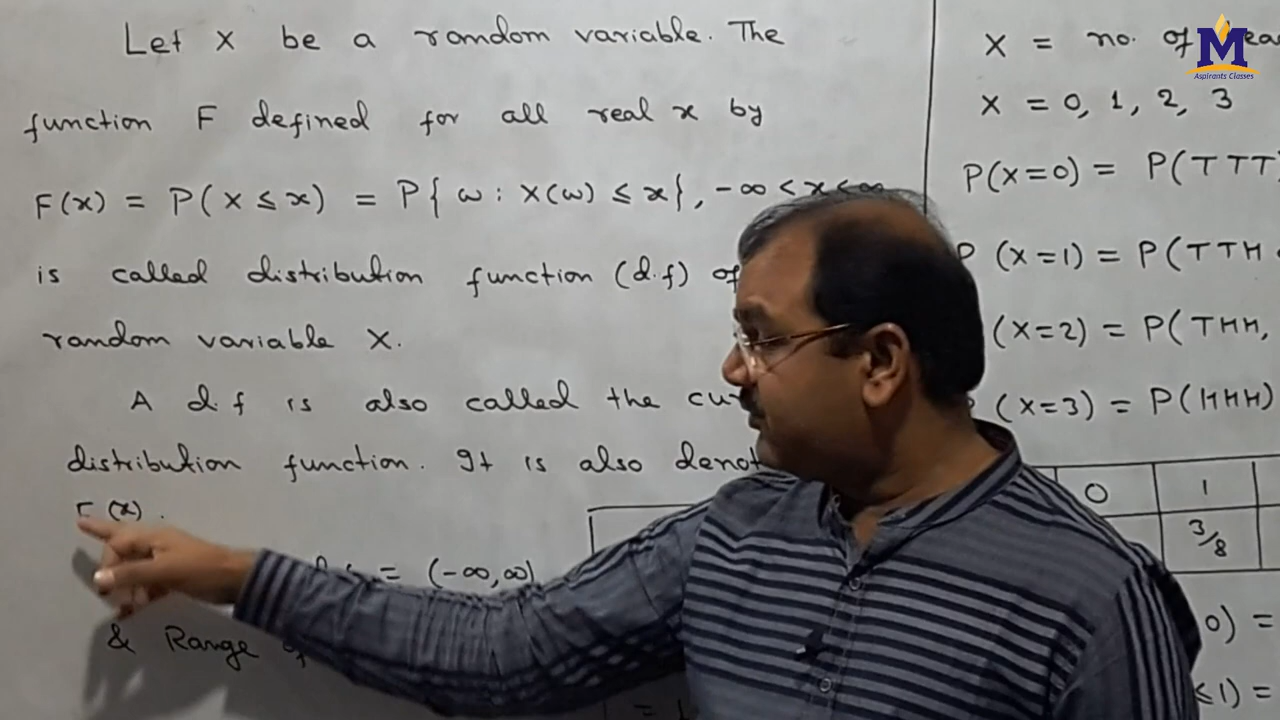 Let X be a random variable. The
function F defined for all real x by
F(x) = P(X ≤ x) = P{ω : X(ω) ≤ x}, -∞ < x < ∞
is called distribution function (d.f) of
random variable X.
A d.f is also called the
distribution function. It is also
F(x).
= (-∞,∞)
& Range of
X = no. of
X = 0, 1, 2, 3
P(X=0) = P(TTT)
P(X=1) = P(TTH
(X=2) = P(THH,
(X=3) = P(HHH)
0 1
3/8
0) =
≤1) =
M
Aspirants Classes